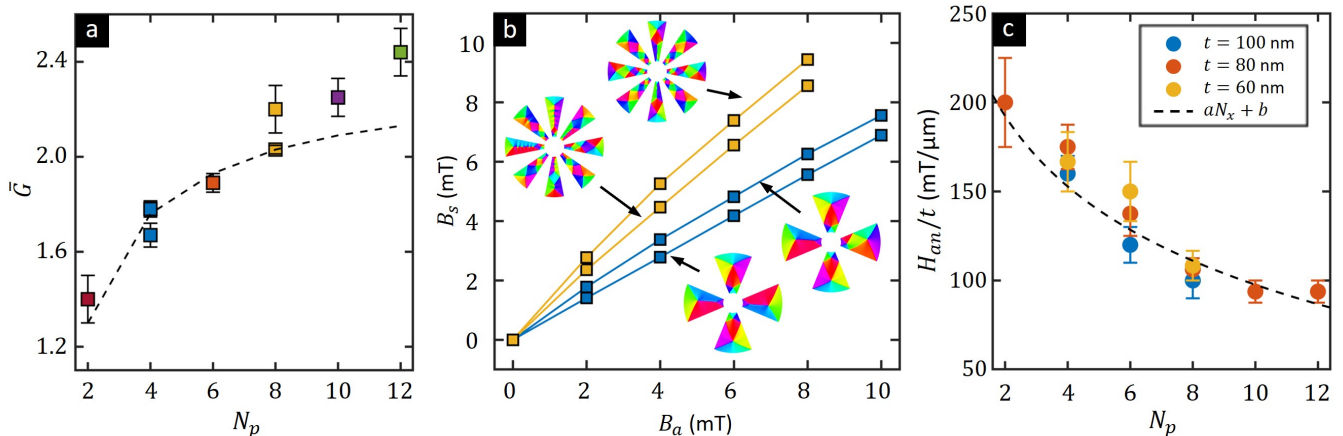 a
2.4
2.0
1.6
1.2
Ḡ
2 4 6 8 10 12
N_p
b
10
8
6
4
2
0
B_s (mT)
0 2 4 6 8 10
B_a (mT)
c
250
200
150
100
50
H_an/t (mT/μm)
t = 100 nm
t = 80 nm
t = 60 nm
aN_x + b
2 4 6 8 10 12
N_p